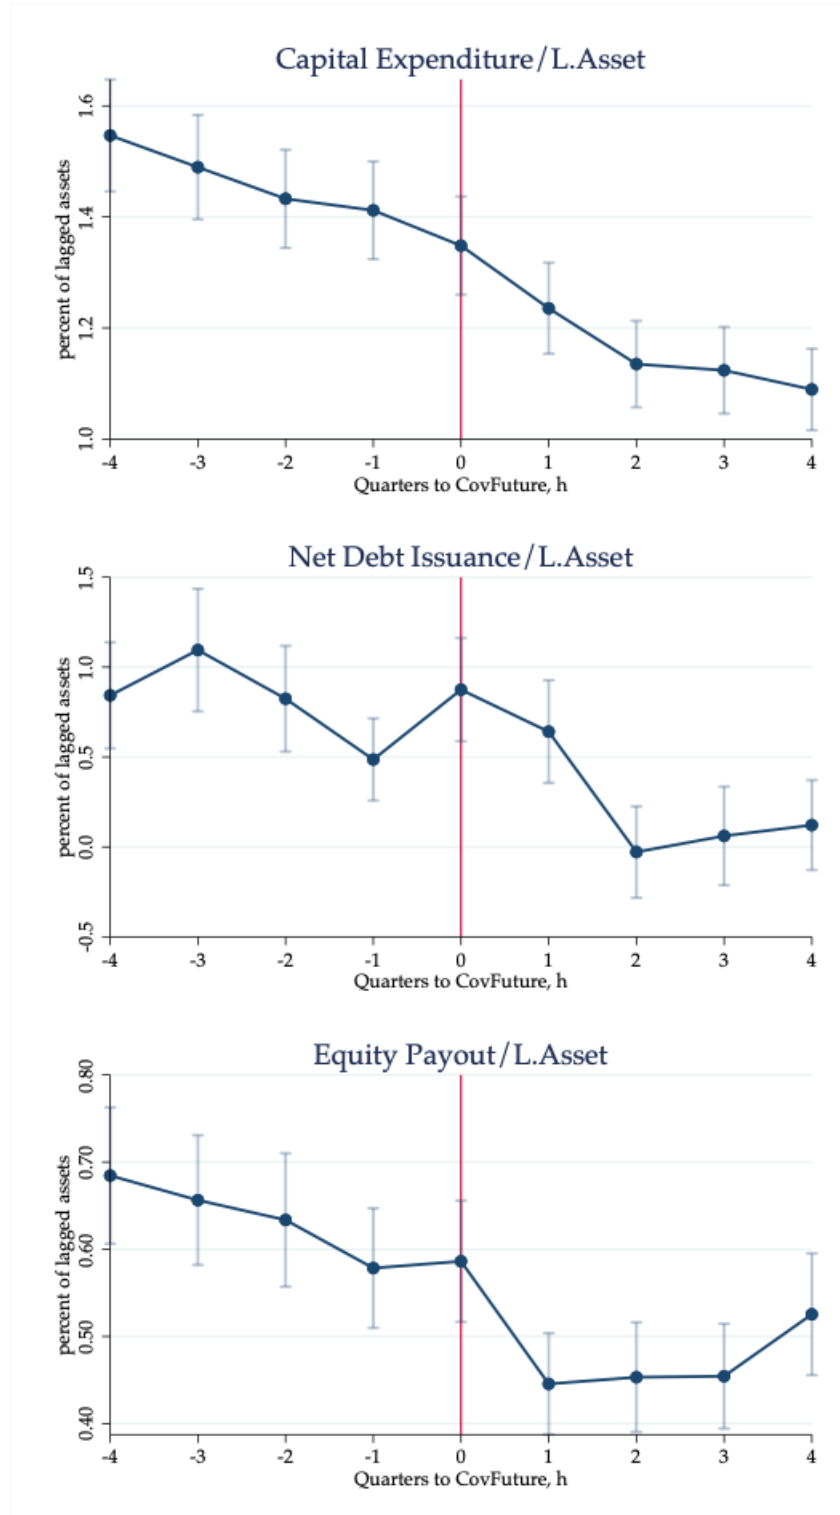 Capital Expenditure/L.Asset
percent of lagged assets
1.6
1.4
1.2
1.0
-4 -3 -2 -1 0 1 2 3 4
Quarters to CovFuture, h
Net Debt Issuance/L.Asset
percent of lagged assets
1.5
1.0
0.5
0.0
-0.5
-4 -3 -2 -1 0 1 2 3 4
Quarters to CovFuture, h
Equity Payout/L.Asset
percent of lagged assets
0.80
0.70
0.60
0.50
0.40
-4 -3 -2 -1 0 1 2 3 4
Quarters to CovFuture, h